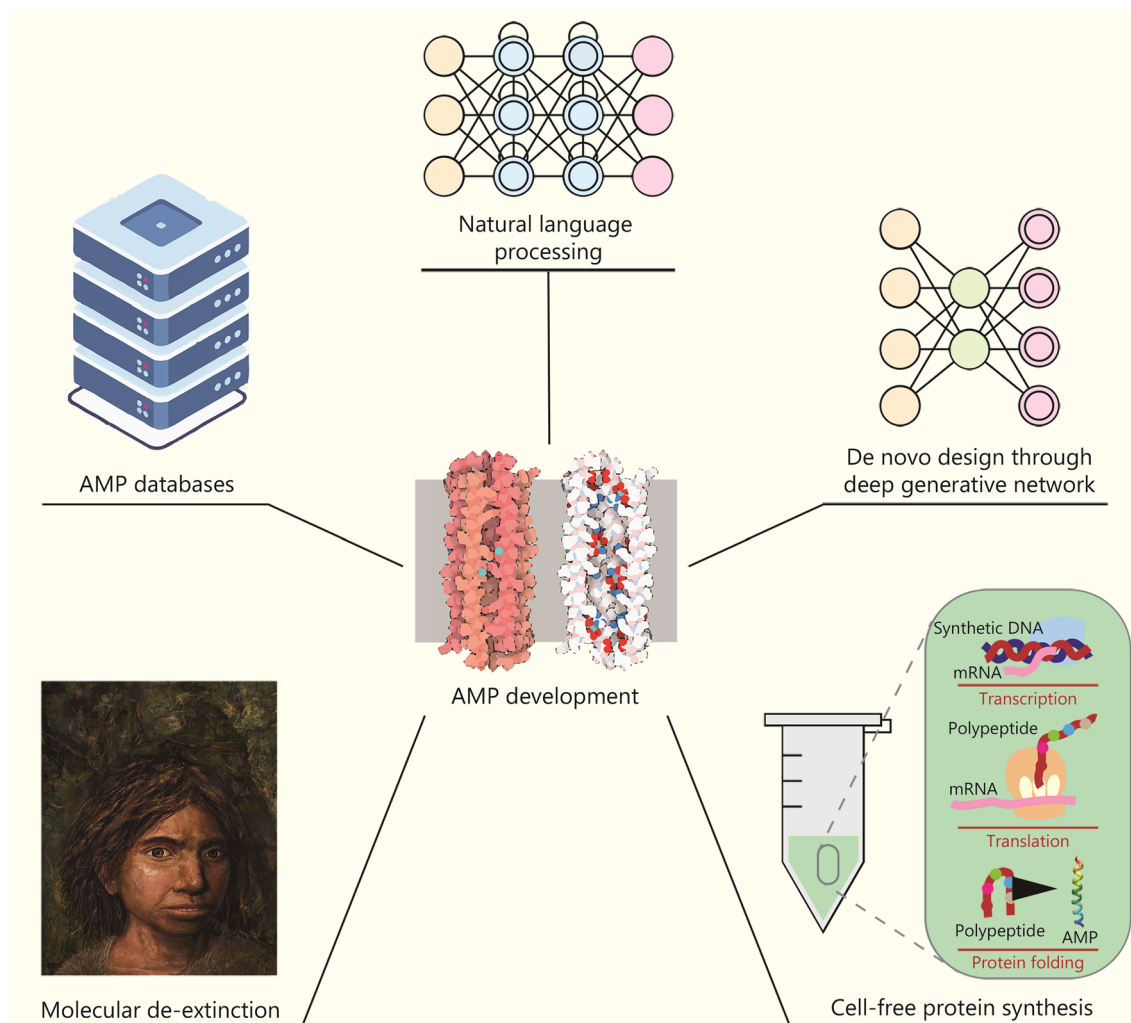 Natural language
processing
AMP databases
De novo design through
deep generative network
AMP development
Molecular de-extinction
Synthetic DNA
mRNA
Transcription
Polypeptide
mRNA
Translation
Polypeptide
AMP
Protein folding
Cell-free protein synthesis